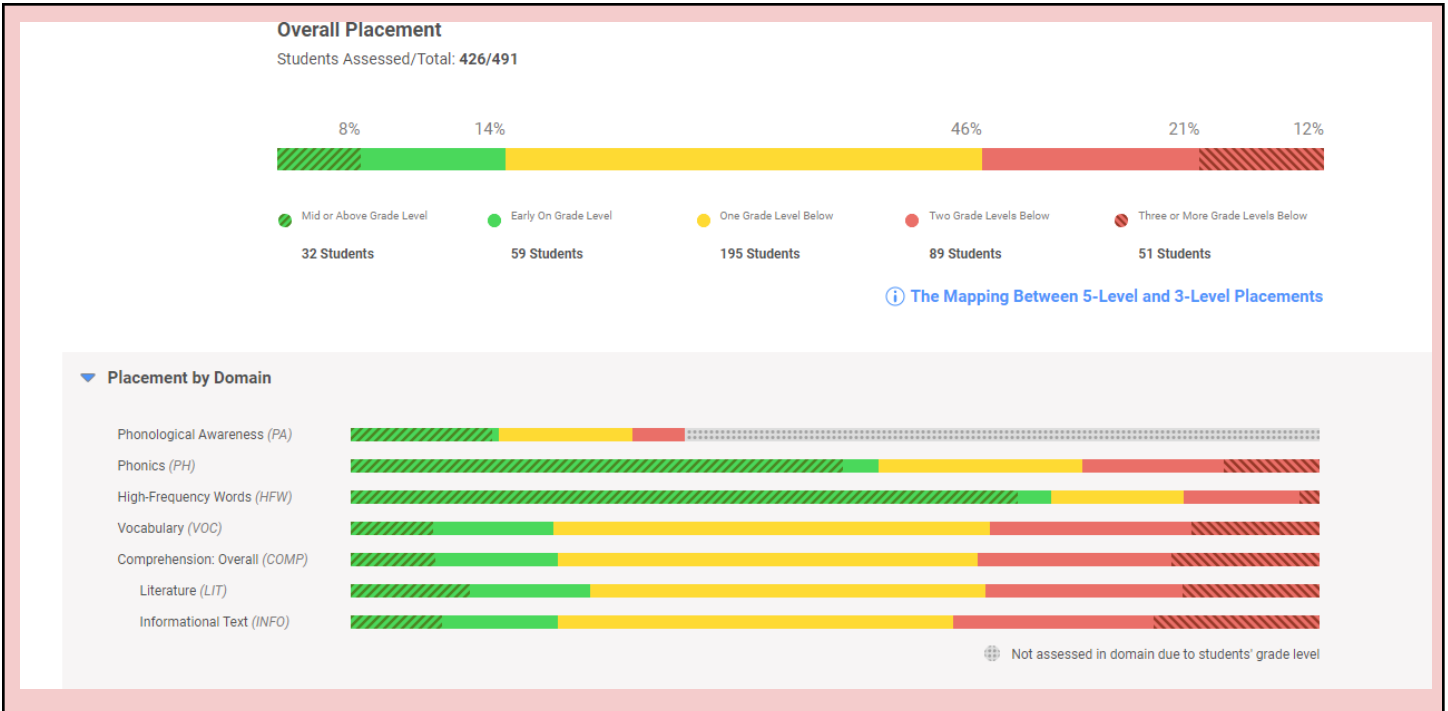 Overall Placement
Students Assessed/Total: 426/491
8% 14% 46% 21% 12%
Mid or Above Grade Level Early On Grade Level One Grade Level Below Two Grade Levels Below Three or More Grade Levels Below
32 Students 59 Students 195 Students 89 Students 51 Students
The Mapping Between 5-Level and 3-Level Placements
Placement by Domain
Phonological Awareness (PA)
Phonics (PH)
High-Frequency Words (HFW)
Vocabulary (VOC)
Comprehension: Overall (COMP)
Literature (LIT)
Informational Text (INFO)
Not assessed in domain due to students' grade level